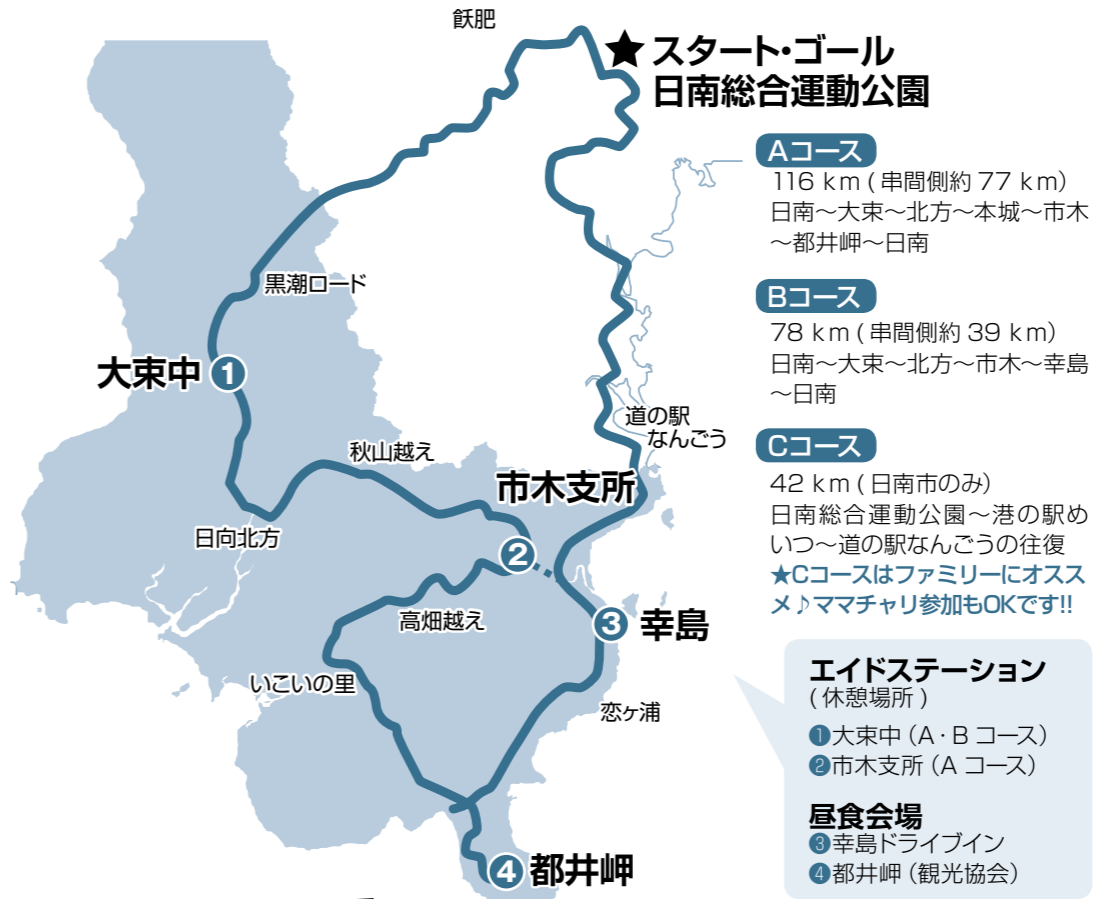 飫肥
★ スタート・ゴール
日南総合運動公園
Aコース
116 km ( 串間側約 77 km)
日南～大束～北方～本城～市木
～都井岬～日南
黒潮ロード
Bコース
78 km ( 串間側約 39 km)
日南～大束～北方～市木～幸島
～日南
大束中 ❶
道の駅
なんごう
Cコース
42 km ( 日南市のみ)
日南総合運動公園～港の駅め
いつ～道の駅なんごうの往復
★Cコースはファミリーにオスス
メ♪ママチャリ参加もOKです!!
秋山越え
市木支所
❷
日向北方
高畑越え
❸ 幸島
いこいの里
恋ヶ浦
❹ 都井岬
エイドステーション
( 休憩場所 )
❶大束中 (A・B コース)
❷市木支所 (A コース)
昼食会場
❸幸島ドライブイン
❹都井岬 (観光協会)